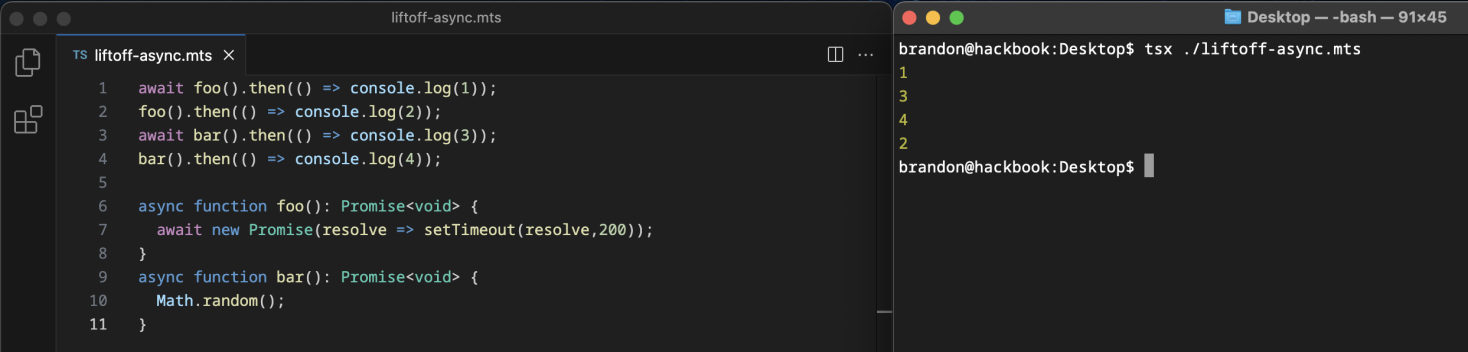 liftoff-async.mts
TS liftoff-async.mts
1 await foo().then(() => console.log(1));
2 foo().then(() => console.log(2));
3 await bar().then(() => console.log(3));
4 bar().then(() => console.log(4));
5
6 async function foo(): Promise<void> {
7   await new Promise(resolve => setTimeout(resolve,200));
8 }
9 async function bar(): Promise<void> {
10   Math.random();
11 }
Desktop — -bash — 91×45
brandon@hackbook:Desktop$ tsx ./liftoff-async.mts
1
3
4
2
brandon@hackbook:Desktop$